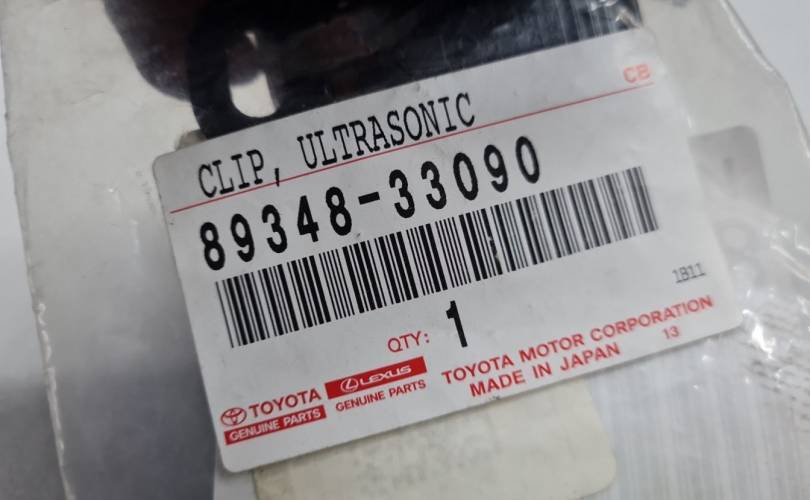 CB
CLIP, ULTRASONIC
89348-33090
1B11
QTY: 1
TOYOTA
GENUINE PARTS
LEXUS
GENUINE PARTS
TOYOTA MOTOR CORPORATION
MADE IN JAPAN 13